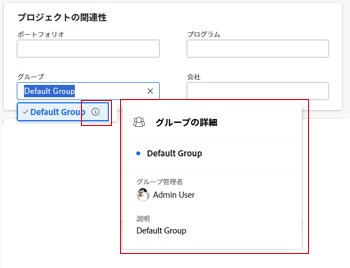 プロジェクトの関連性
ポートフォリオ
プログラム
グループ
会社
Default Group
Default Group
グループの詳細
Default Group
グループ管理者
Admin User
説明
Default Group